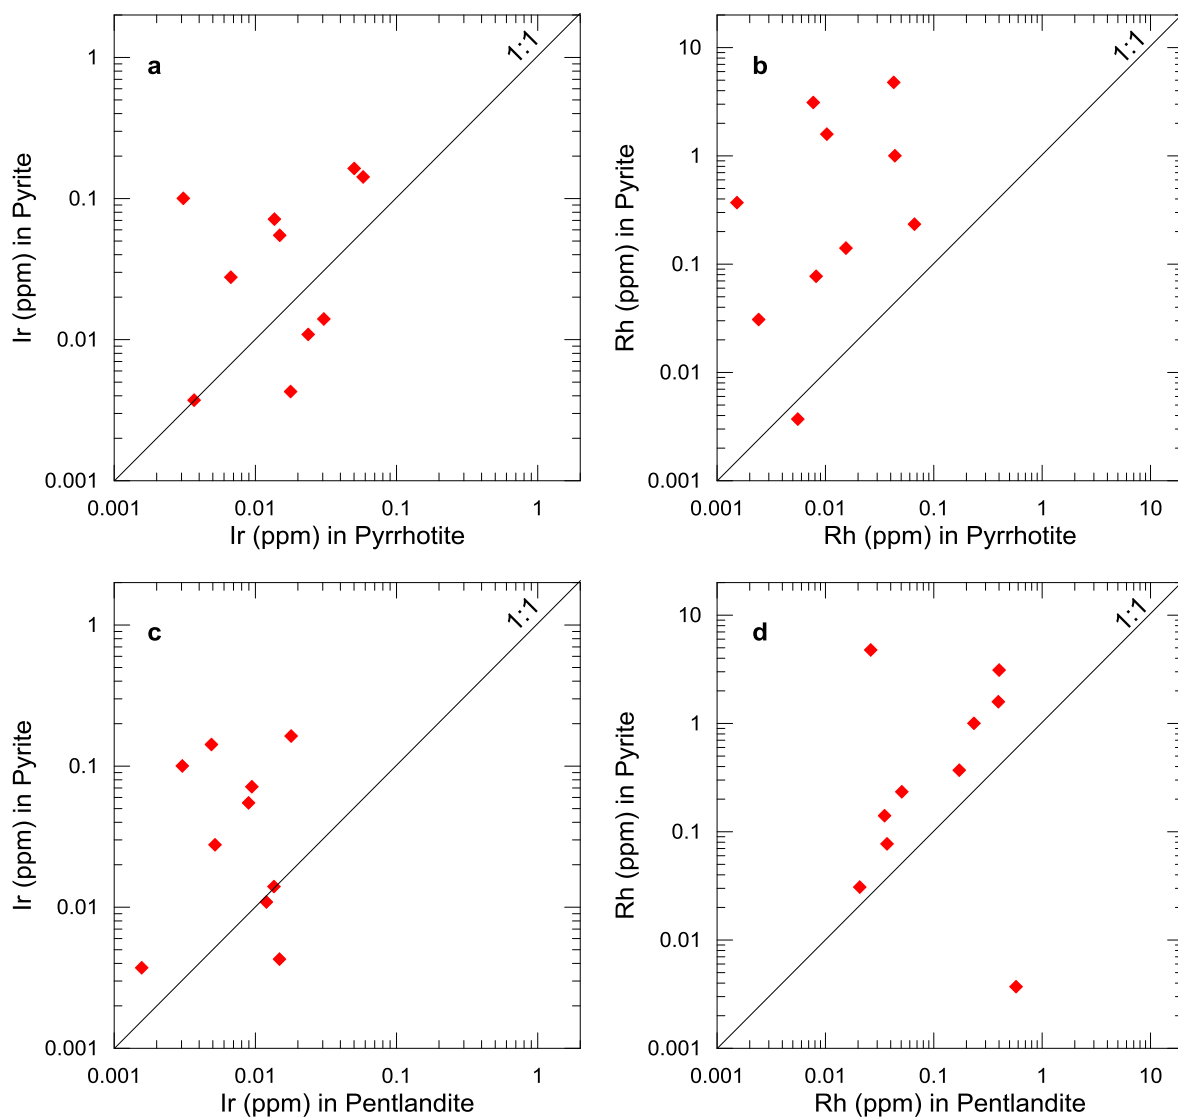 a
1:1
1
0.1
0.01
0.001
Ir (ppm) in Pyrite
0.001 0.01 0.1 1
Ir (ppm) in Pyrrhotite
b
1:1
10
1
0.1
0.01
0.001
Rh (ppm) in Pyrite
0.001 0.01 0.1 1 10
Rh (ppm) in Pyrrhotite
c
1:1
1
0.1
0.01
0.001
Ir (ppm) in Pyrite
0.001 0.01 0.1 1
Ir (ppm) in Pentlandite
d
1:1
10
1
0.1
0.01
0.001
Rh (ppm) in Pyrite
0.001 0.01 0.1 1 10
Rh (ppm) in Pentlandite